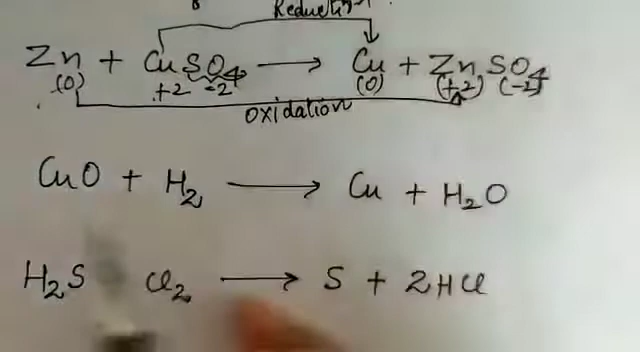 Reduction
Zn + CuSO₄ ⟶ Cu + ZnSO₄
(0) +2 -2 (0) (+2) (-2)
Oxidation
CuO + H₂ ⟶ Cu + H₂O
H₂S Cl₂ ⟶ S + 2HCl